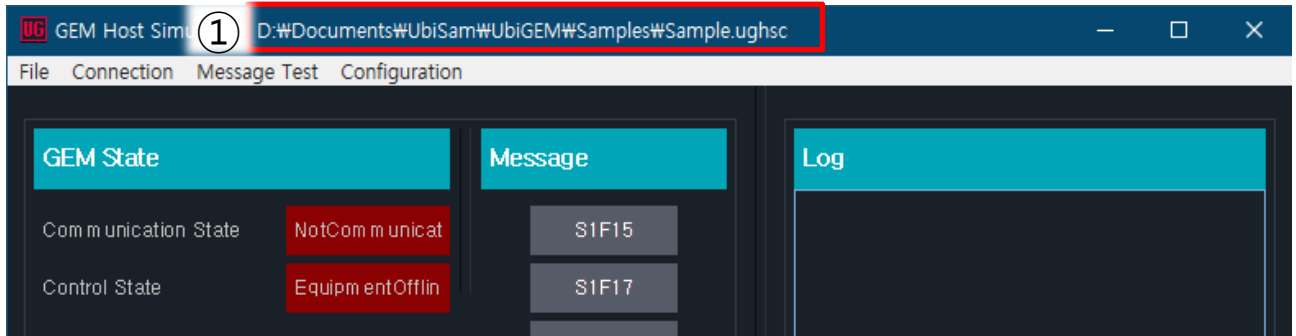 UG GEM Host Simu ① D:₩Documents₩UbiSam₩UbiGEM₩Samples₩Sample.ughsc
File Connection Message Test Configuration
GEM State Message Log
Communication State NotCommunicat S1F15
Control State EquipmentOfflin S1F17